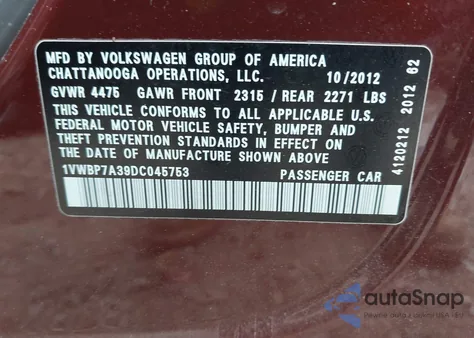 MFD BY VOLKSWAGEN GROUP OF AMERICA
CHATTANOOGA OPERATIONS, LLC. 10/2012
GVWR 4475 GAWR FRONT 2315 / REAR 2271 LBS
THIS VEHICLE CONFORMS TO ALL APPLICABLE U.S.
FEDERAL MOTOR VEHICLE SAFETY, BUMPER AND
THEFT PREVENTION STANDARDS IN EFFECT ON
THE DATE OF MANUFACTURE SHOWN ABOVE.
1VWBP7A39DC045753 PASSENGER CAR
4120212 2012 62
autoSnap